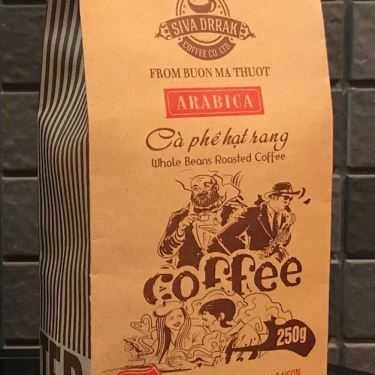 SIVA DRRAK
COFFEE CO. LTD
FROM BUON MA THUOT
ARABICA
Cà phê hạt rang
Whole Beans Roasted Coffee
coffee
250g